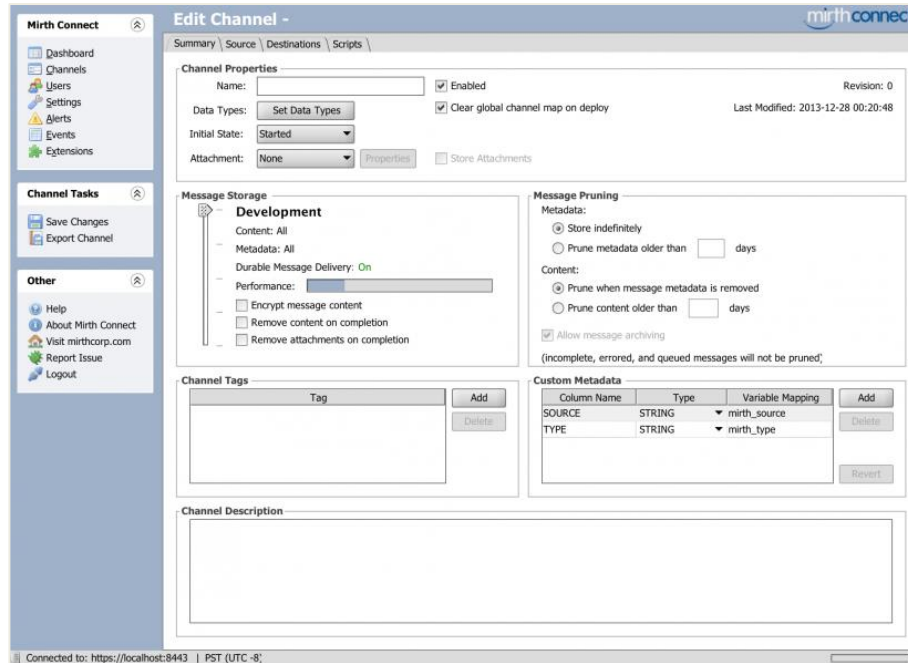 Mirth Connect
Dashboard
Channels
Users
Settings
Alerts
Events
Extensions
Channel Tasks
Save Changes
Export Channel
Other
Help
About Mirth Connect
Visit mirthcorp.com
Report Issue
Logout
Edit Channel -
mirth connec
Summary Source Destinations Scripts
Channel Properties
Name: Enabled Revision: 0
Data Types: Set Data Types Clear global channel map on deploy Last Modified: 2013-12-28 00:20:48
Initial State: Started
Attachment: None Properties Store Attachments
Message Storage
Development
Content: All
Metadata: All
Durable Message Delivery: On
Performance:
Encrypt message content
Remove content on completion
Remove attachments on completion
Message Pruning
Metadata:
Store indefinitely
Prune metadata older than days
Content:
Prune when message metadata is removed
Prune content older than days
Allow message archiving
(incomplete, errored, and queued messages will not be pruned)
Channel Tags
Tag Add
Delete
Custom Metadata
Column Name Type Variable Mapping Add
SOURCE STRING mirth_source Delete
TYPE STRING mirth_type
Revert
Channel Description
Connected to: https://localhost:8443 | PST (UTC -8)